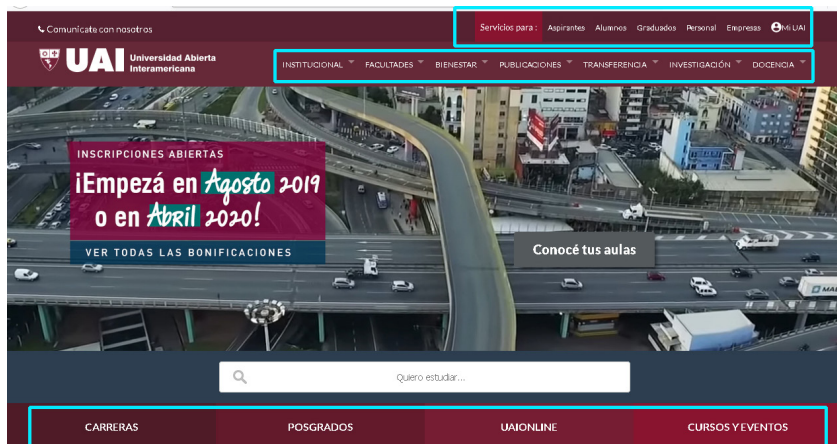 Comunicate con nosotros
Servicios para : Aspirantes Alumnos Graduados Personal Empresas Mi UAI
UAI Universidad Abierta
Interamericana
INSTITUCIONAL FACULTADES BIENESTAR PUBLICACIONES TRANSFERENCIA INVESTIGACIÓN DOCENCIA
INSCRIPCIONES ABIERTAS
¡Empezá en Agosto 2019
o en Abril 2020!
VER TODAS LAS BONIFICACIONES
Conocé tus aulas
Quiero estudiar...
CARRERAS POSGRADOS UAIONLINE CURSOS Y EVENTOS